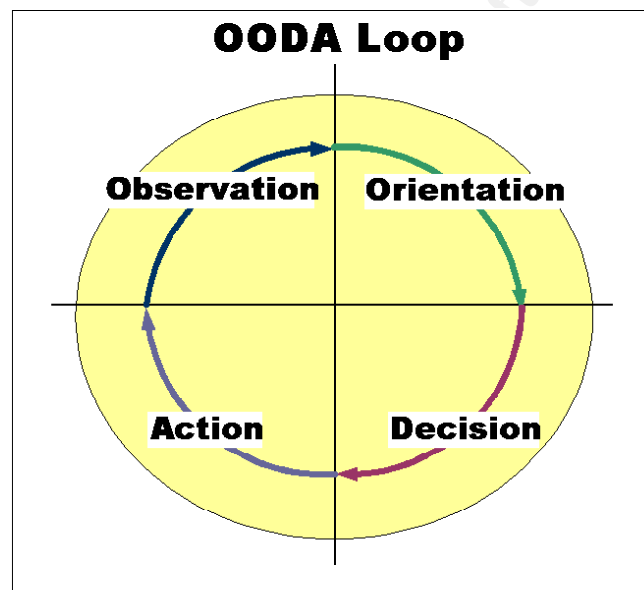 OODA Loop
Observation
Orientation
Action
Decision